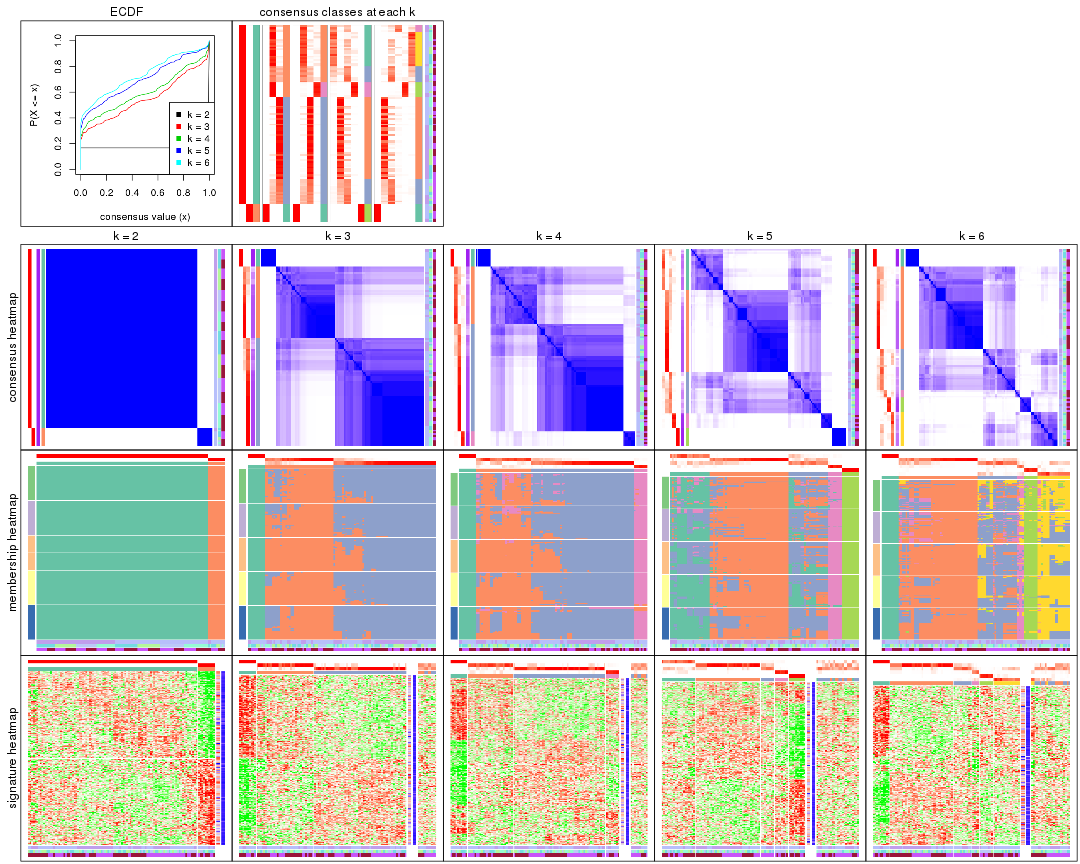 ECDF
consensus classes at each k
P(X <= x)
0.0 0.2 0.4 0.6 0.8 1.0
k = 2
k = 3
k = 4
k = 5
k = 6
0.0 0.2 0.4 0.6 0.8 1.0
consensus value (x)
k = 2 k = 3 k = 4 k = 5 k = 6
consensus heatmap
membership heatmap
signature heatmap